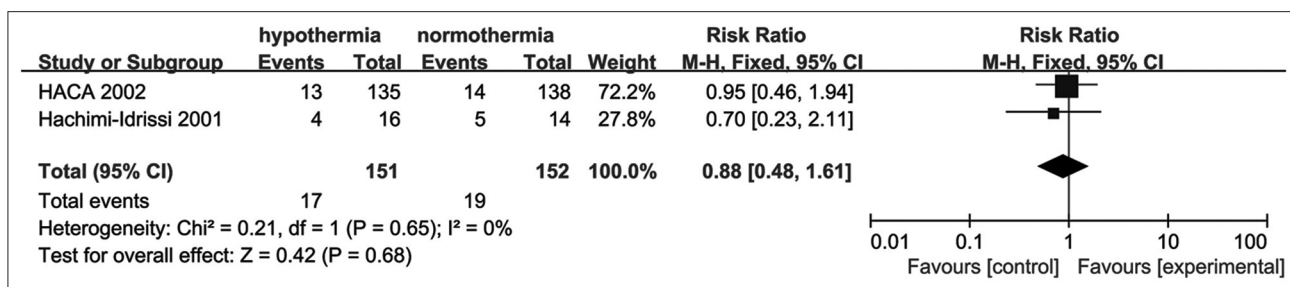 hypothermia normothermia Risk Ratio Risk Ratio
Study or Subgroup Events Total Events Total Weight M-H, Fixed, 95% CI M-H, Fixed, 95% CI
HACA 2002 13 135 14 138 72.2% 0.95 [0.46, 1.94]
Hachimi-Idrissi 2001 4 16 5 14 27.8% 0.70 [0.23, 2.11]
Total (95% CI) 151 152 100.0% 0.88 [0.48, 1.61]
Total events 17 19
Heterogeneity: Chi² = 0.21, df = 1 (P = 0.65); I² = 0%
Test for overall effect: Z = 0.42 (P = 0.68)
0.01 0.1 1 10 100
Favours [control] Favours [experimental]